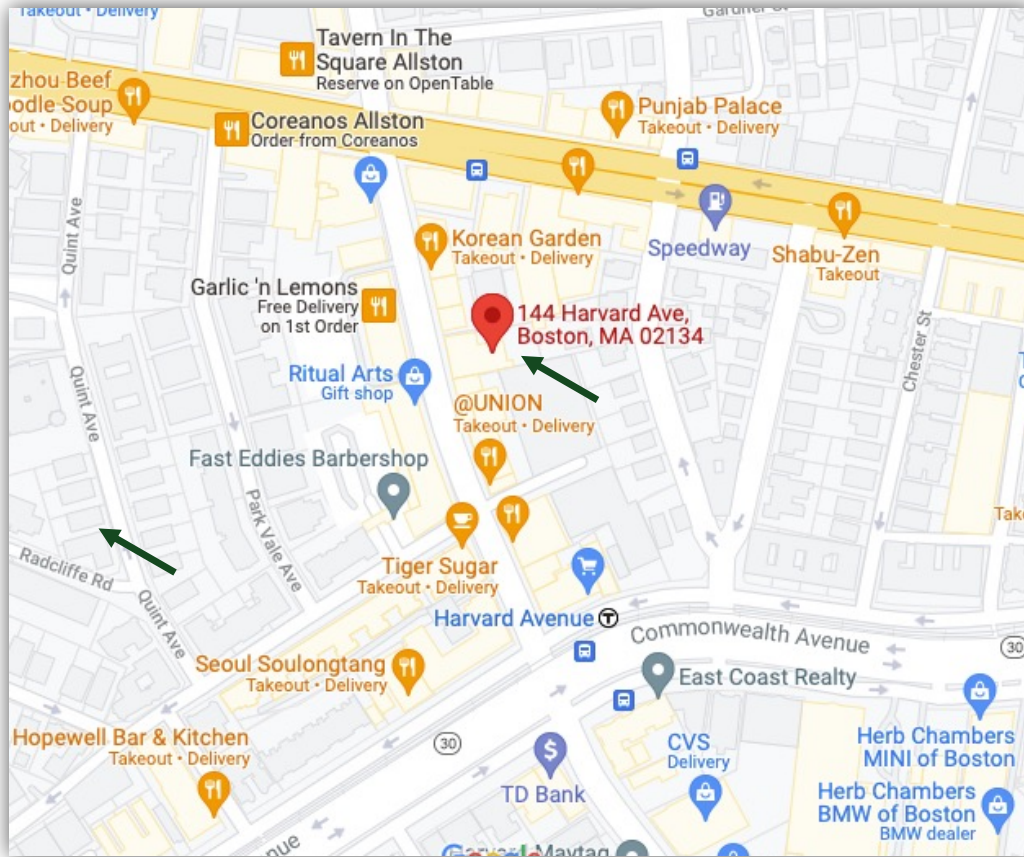 Takeout • Delivery
Gardner St
Tavern In The
Square Allston
Reserve on OpenTable
zhou Beef
oodle Soup
out • Delivery
Coreanos Allston
Order from Coreanos
Punjab Palace
Takeout • Delivery
Quint Ave
Korean Garden
Takeout • Delivery
Speedway
Shabu-Zen
Takeout
Garlic 'n Lemons
Free Delivery
on 1st Order
144 Harvard Ave,
Boston, MA 02134
Chester St
Ritual Arts
Gift shop
Quint Ave
@UNION
Takeout • Delivery
Fast Eddies Barbershop
Park Vale Ave
Tak
Radcliffe Rd
Tiger Sugar
Takeout • Delivery
Quint Ave
Harvard Avenue T
Commonwealth Avenue
30
Seoul Soulongtang
Takeout • Delivery
East Coast Realty
Hopewell Bar & Kitchen
Takeout • Delivery
30
CVS
Delivery
Herb Chambers
MINI of Boston
$
TD Bank
Herb Chambers
BMW of Boston
BMW dealer
nue
Maytag